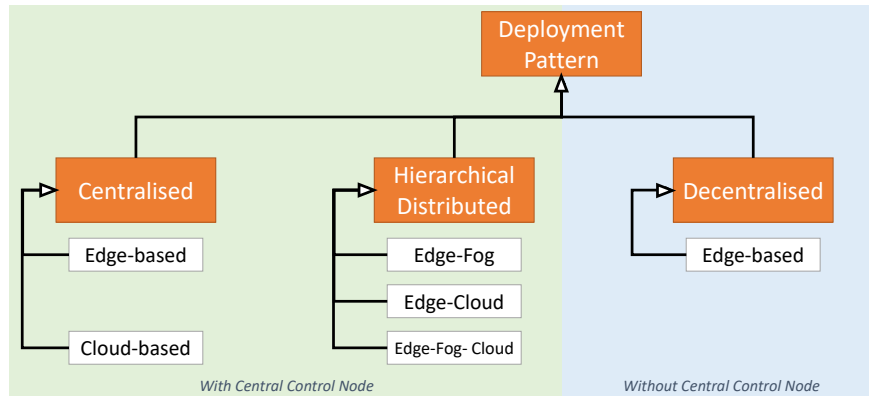 Deployment
Pattern
Centralised
Hierarchical
Distributed
Decentralised
Edge-based
Edge-Fog
Edge-based
Edge-Cloud
Cloud-based
Edge-Fog- Cloud
With Central Control Node
Without Central Control Node